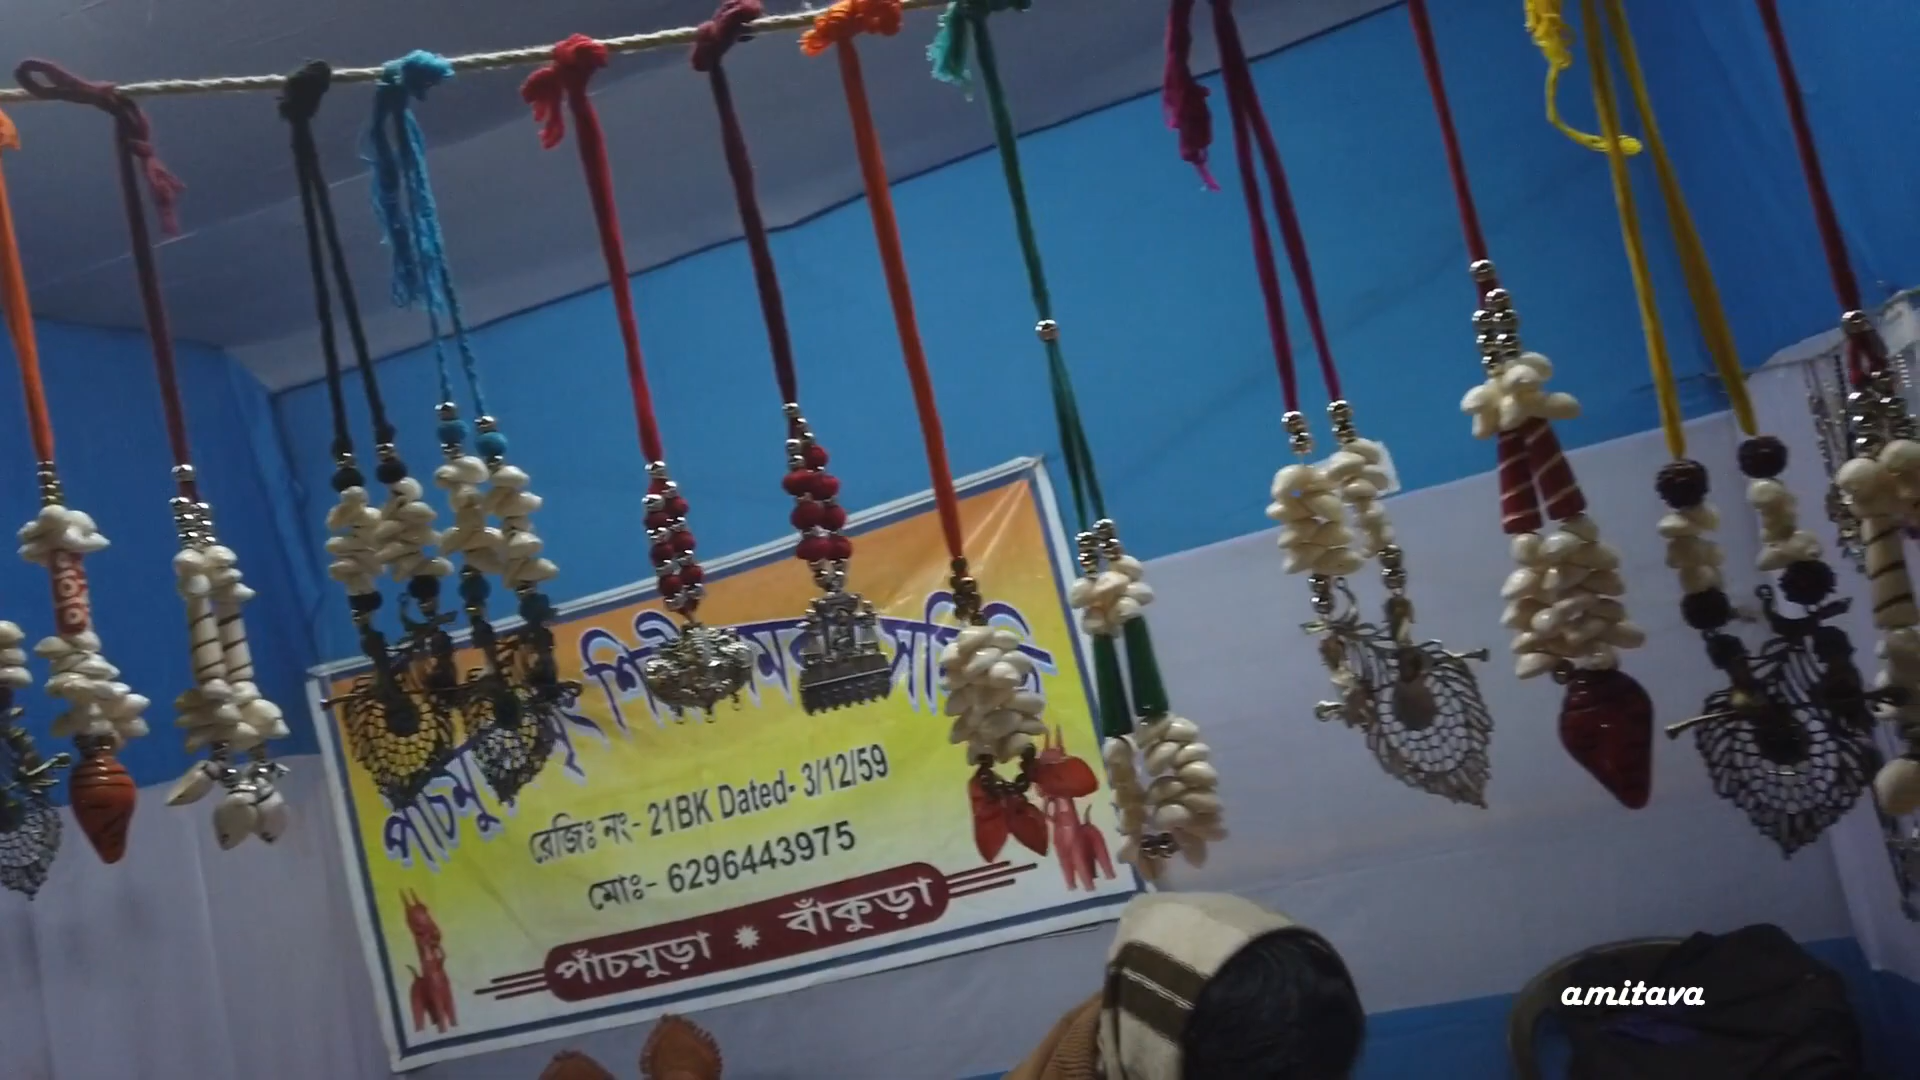 রেজিঃ নং- 21BK Dated- 3/12/59
মোঃ- 6296443975
পাঁচমুড়া * বাঁকুড়া
amitava